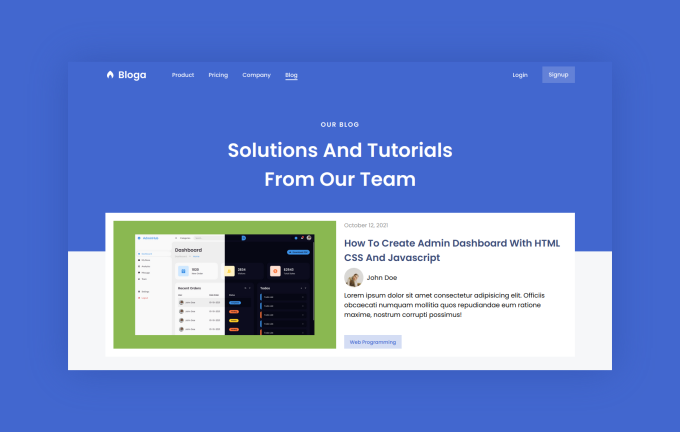 Bloga
Product Pricing Company Blog
Login Signup
OUR BLOG
Solutions And Tutorials
From Our Team
October 12, 2021
How To Create Admin Dashboard With HTML
CSS And Javascript
John Doe
Lorem ipsum dolor sit amet consectetur adipisicing elit. Officiis
obcaecati numquam mollitia quos repudiandae eum ratione
maxime, nostrum corrupti possimus!
Web Programming
Dashboard
Recent Orders
Todos